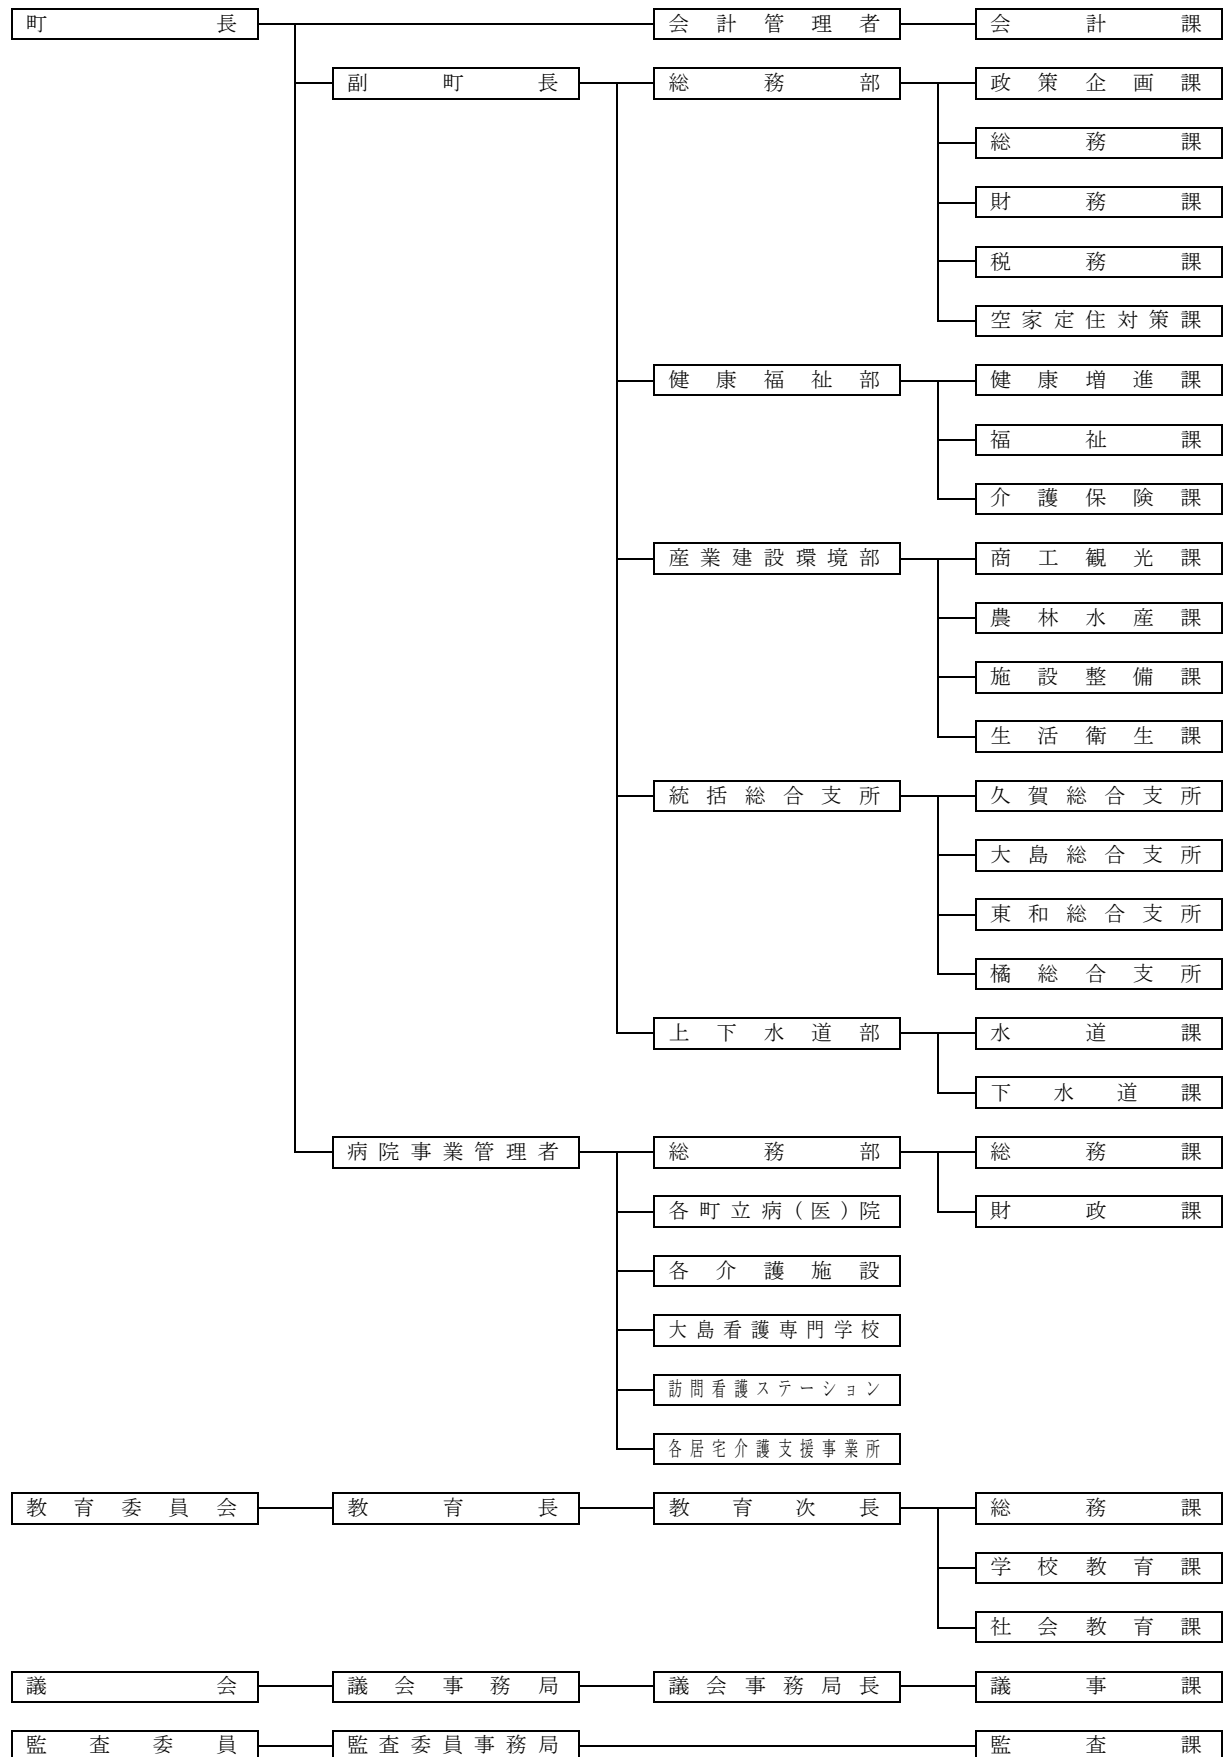 町長 会計管理者 会計課
副町長 総務部 政策企画課
総務課
財務課
税務課
空家定住対策課
健康福祉部 健康増進課
福祉課
介護保険課
産業建設環境部 商工観光課
農林水産課
施設整備課
生活衛生課
統括総合支所 久賀総合支所
大島総合支所
東和総合支所
橘総合支所
上下水道部 水道課
下水道課
病院事業管理者 総務部 総務課
各町立病(医)院 財政課
各介護施設
大島看護専門学校
訪問看護ステーション
各居宅介護支援事業所
教育委員会 教育長 教育次長 総務課
学校教育課
社会教育課
議会 議会事務局 議会事務局長 議事課
監査委員 監査委員事務局 監査課